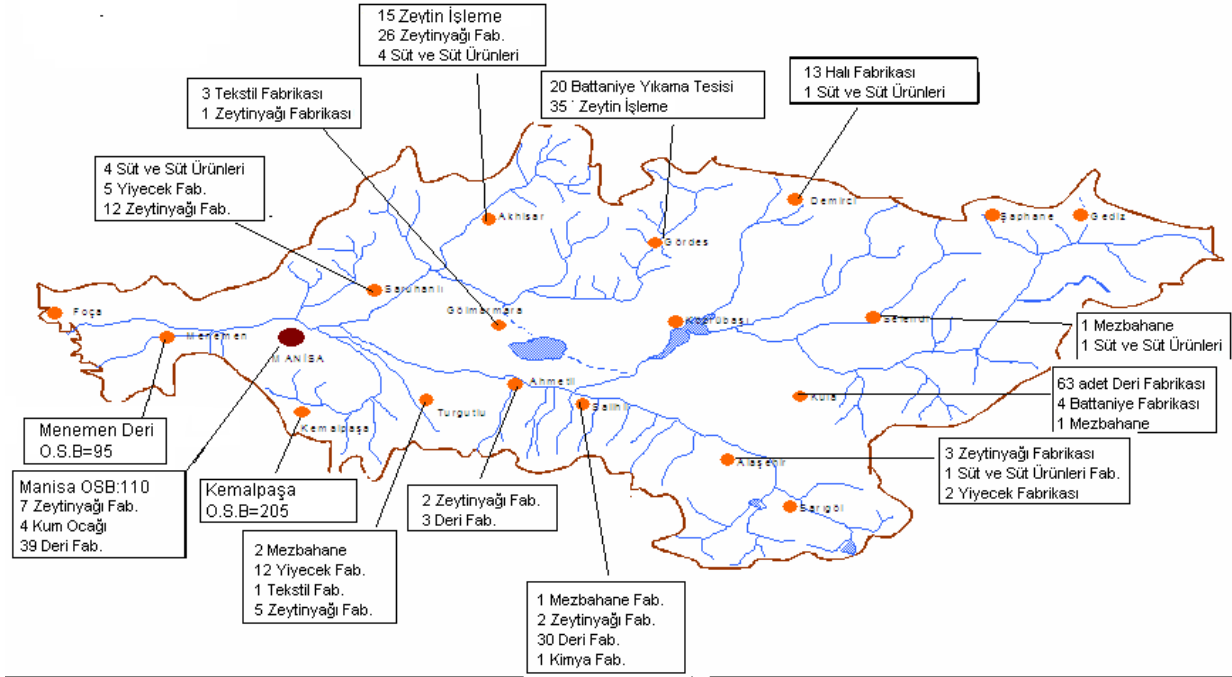 15 Zeytin İşleme
26 Zeytinyağı Fab.
4 Süt ve Süt Ürünleri
3 Tekstil Fabrikası
1 Zeytinyağı Fabrikası
20 Battaniye Yıkama Tesisi
35 Zeytin İşleme
13 Halı Fabrikası
1 Süt ve Süt Ürünleri
4 Süt ve Süt Ürünleri
5 Yiyecek Fab.
12 Zeytinyağı Fab.
Akhisar
Demirci
Şaphane
Gediz
Gördes
Saruhanlı
Gölmarmara
Foça
Menemen
MANİSA
Köprübaşı
Selendi
1 Mezbahane
1 Süt ve Süt Ürünleri
Ahmetli
Turgutlu
Salihli
Kula
Kemalpaşa
63 adet Deri Fabrikası
4 Battaniye Fabrikası
1 Mezbahane
Menemen Deri
O.S.B=95
Alaşehir
Sarıgöl
3 Zeytinyağı Fabrikası
1 Süt ve Süt Ürünleri Fab.
2 Yiyecek Fabrikası
Manisa OSB:110
7 Zeytinyağı Fab.
4 Kum Ocağı
39 Deri Fab.
Kemalpaşa
O.S.B=205
2 Zeytinyağı Fab.
3 Deri Fab.
2 Mezbahane
12 Yiyecek Fab.
1 Tekstil Fab.
5 Zeytinyağı Fab.
1 Mezbahane Fab.
2 Zeytinyağı Fab.
30 Deri Fab.
1 Kimya Fab.